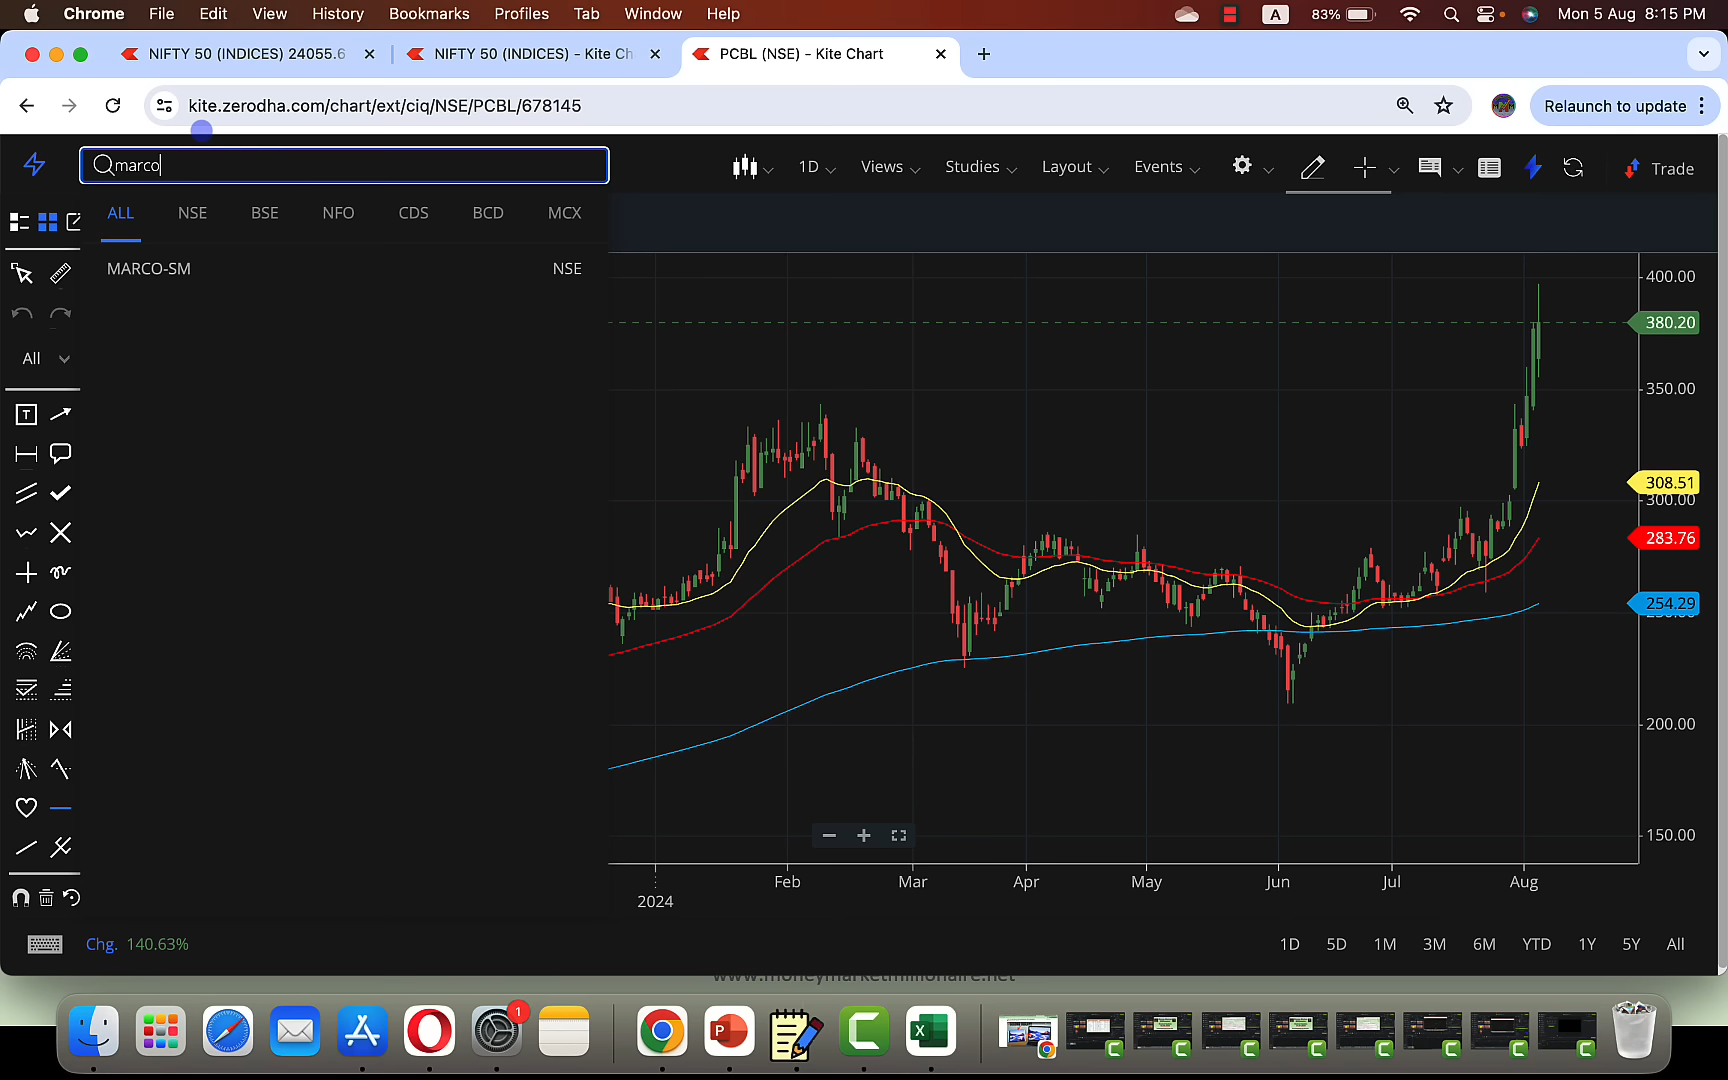 Chrome File Edit View History Bookmarks Profiles Tab Window Help A 83% Mon 5 Aug 8:15 PM
NIFTY 50 (INDICES) 24055.6 NIFTY 50 (INDICES) – Kite Ch PCBL (NSE) – Kite Chart
kite.zerodha.com/chart/ext/ciq/NSE/PCBL/678145 Relaunch to update
marco 1D Views Studies Layout Events Trade
ALL NSE BSE NFO CDS BCD MCX
MARCO-SM NSE
400.00
380.20
All
350.00
T
308.51
300.00
283.76
254.29
200.00
150.00
Feb Mar Apr May Jun Jul Aug
2024
Chg. 140.63% 1D 5D 1M 3M 6M YTD 1Y 5Y All
www.moneymarketmillionaire.net
1